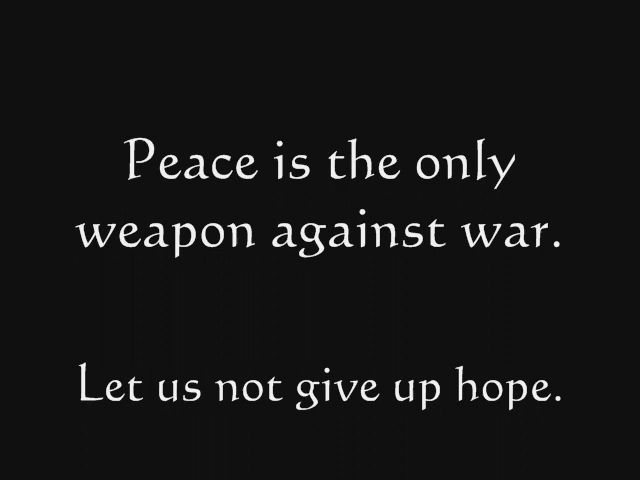 Peace is the only
weapon against war.
Let us not give up hope.